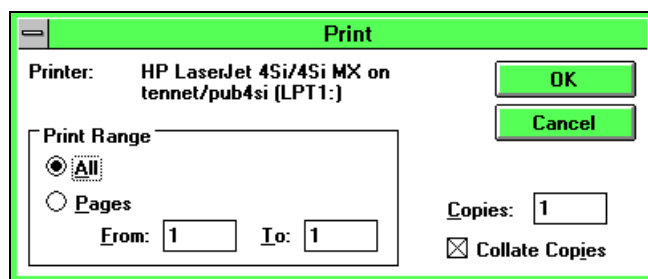 Print
Printer: HP LaserJet 4Si/4Si MX on
tennet/pub4si (LPT1:)
OK
Cancel
Print Range
All
Pages
From: 1 To: 1
Copies: 1
Collate Copies